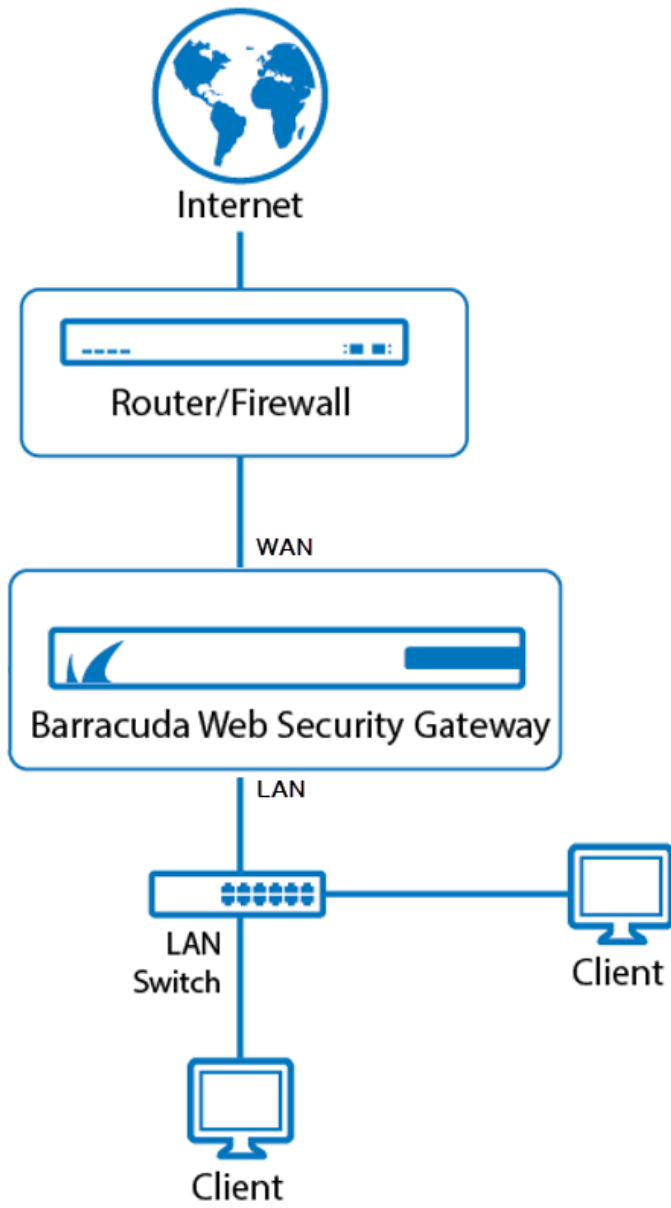 Internet
Router/Firewall
WAN
Barracuda Web Security Gateway
LAN
LAN
Switch
Client
Client